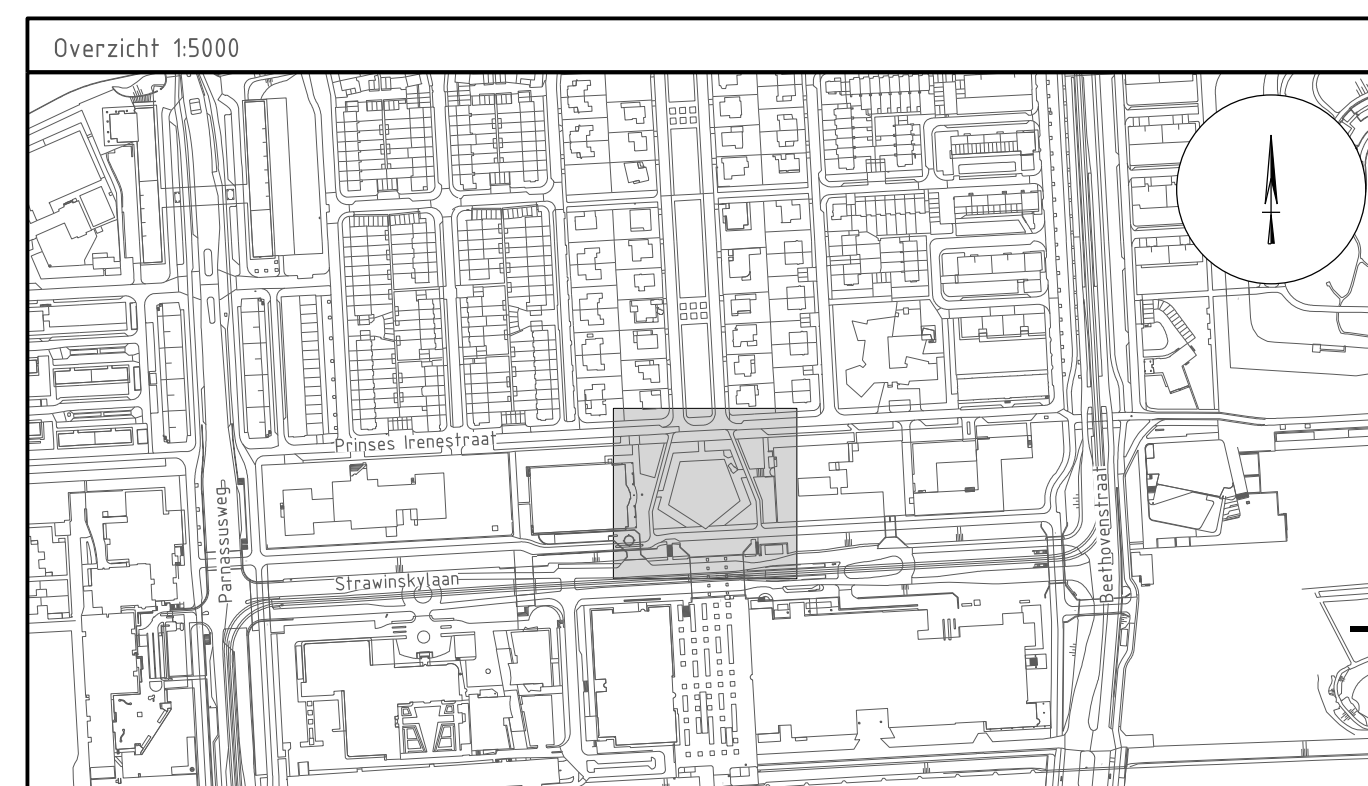 Overzicht 1:5000
Prinses Irenestraat
Parnassusweg
Beethovenstraat
Strawinskylaan